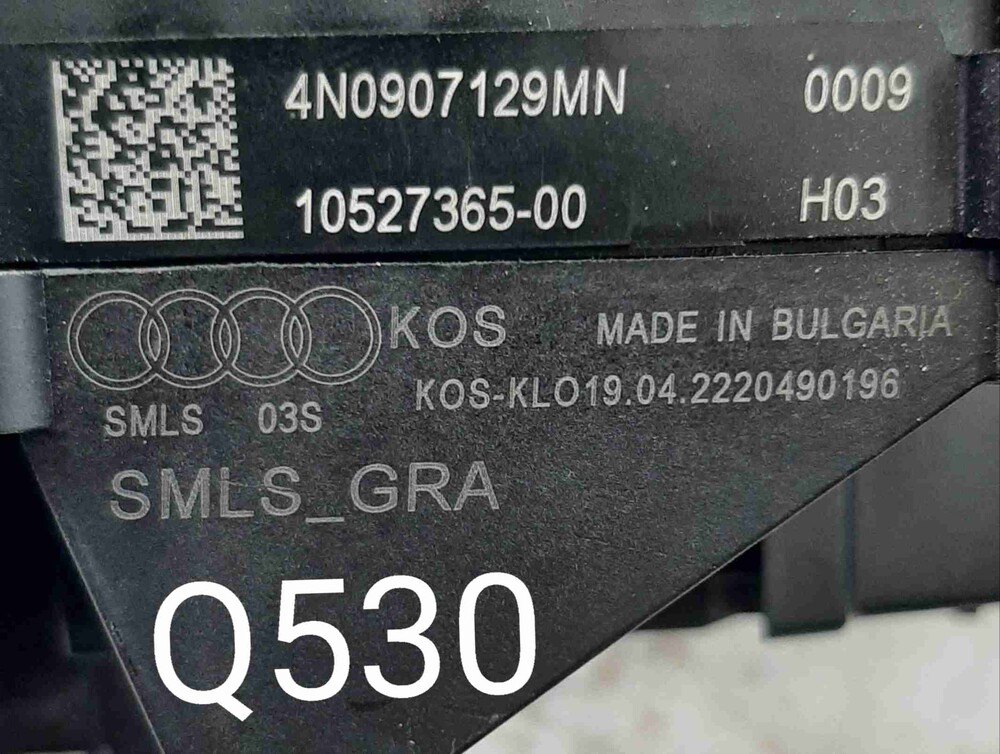 4N0907129MN 0009
10527365-00 H03
KOS MADE IN BULGARIA
KOS-KLO19.04.2220490196
SMLS 03S
SMLS_GRA
Q530